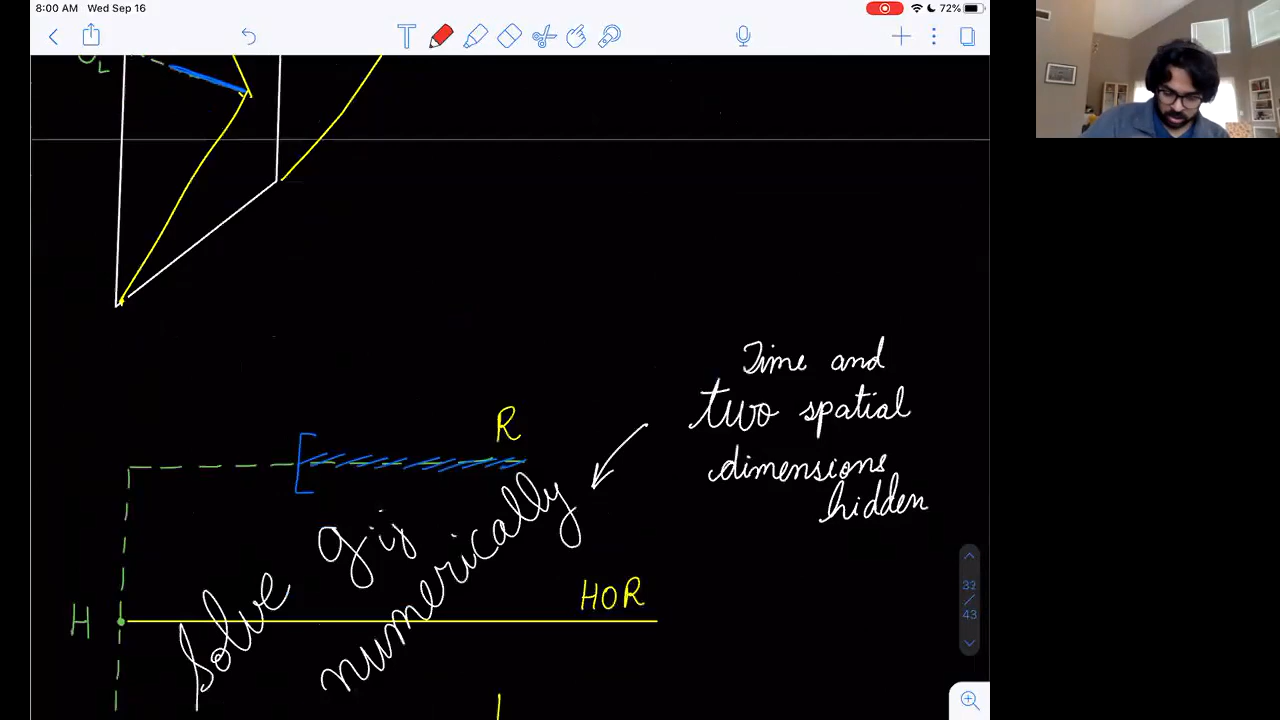 8:00 AM Wed Sep 16
72%
T
L
Time and
two spatial
dimensions
hidden
R
Solve gij
numerically
HOR
H
32
/
43